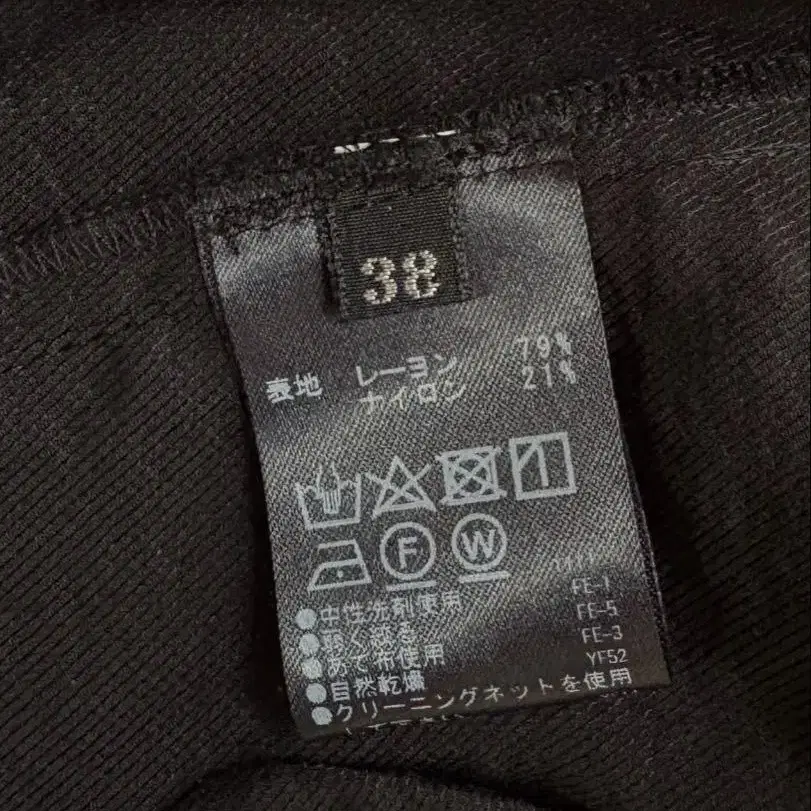 38
表地 レーヨン 79%
ナイロン 21%
F W
●中性洗剤使用
FE-1
●弱く絞る
FE-5
●あて布使用
FE-3
●自然乾燥
YF52
●クリーニングネットを使用